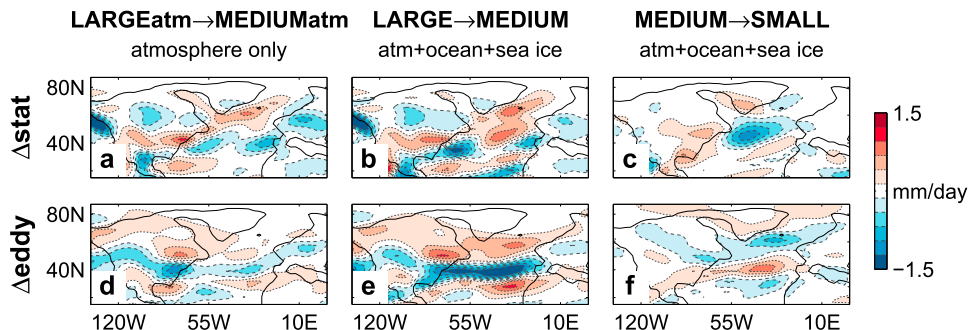 LARGEatm→MEDIUMatm LARGE→MEDIUM MEDIUM→SMALL
atmosphere only atm+ocean+sea ice atm+ocean+sea ice
Δstat
80N
40N
a b c
1.5
mm/day
−1.5
Δeddy
80N
40N
d e f
120W 55W 10E 120W 55W 10E 120W 55W 10E